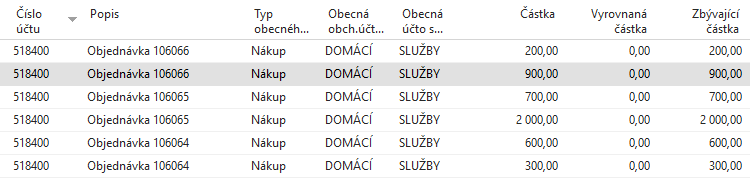 Číslo účtu Popis Typ obecnéh... Obecná obch.účt... Obecná účto s... Částka Vyrovnaná částka Zbývající částka
518400 Objednávka 106066 Nákup DOMÁCÍ SLUŽBY 200,00 0,00 200,00
518400 Objednávka 106066 Nákup DOMÁCÍ SLUŽBY 900,00 0,00 900,00
518400 Objednávka 106065 Nákup DOMÁCÍ SLUŽBY 700,00 0,00 700,00
518400 Objednávka 106065 Nákup DOMÁCÍ SLUŽBY 2 000,00 0,00 2 000,00
518400 Objednávka 106064 Nákup DOMÁCÍ SLUŽBY 600,00 0,00 600,00
518400 Objednávka 106064 Nákup DOMÁCÍ SLUŽBY 300,00 0,00 300,00